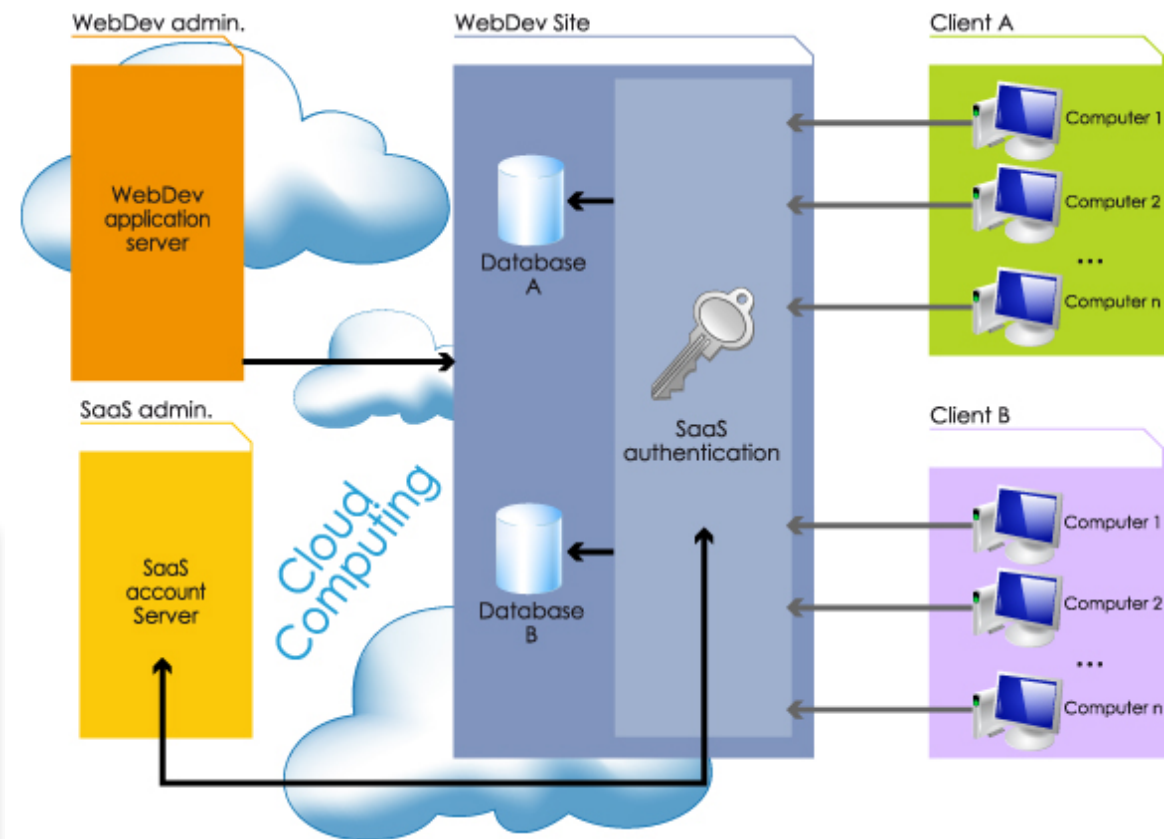 WebDev admin.
WebDev
application
server
SaaS admin.
SaaS
account
Server
Cloud
Computing
WebDev Site
Database
A
SaaS
authentication
Database
B
Client A
Computer 1
Computer 2
...
Computer n
Client B
Computer 1
Computer 2
...
Computer n